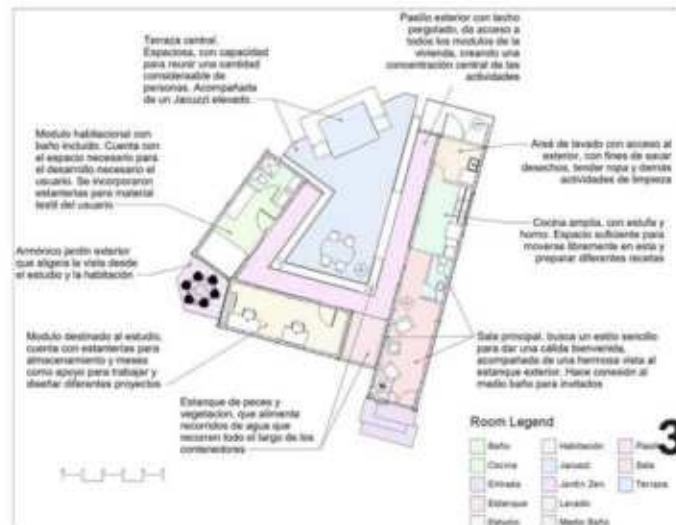 Terraza central.
Espaciosa, con capacidad
para reunir una cantidad
considerable de
personas. Acompañada
de un Jacuzzi elevado.
Pasillo exterior con techo
pergolado, da acceso a
todos los modulos de la
vivienda, creando una
concentración central de las
actividades
Modulo habitacional con
baño incluido. Cuenta con
el espacio necesario para
el desarrollo necesario el
usuario. Se incorporaron
estanterías para material
textil del usuario
Area de lavado con acceso al
exterior, con fines de sacar
desechos, tender ropa y demás
actividades de limpieza
Cocina amplia, con estufa y
horno. Espacio suficiente para
moverse libremente en esta y
preparar diferentes recetas
Armónico jardín exterior
que aligera la vista desde
el estudio y la habitación
Modulo destinado al estudio,
cuenta con estanterías para
almacenamiento y meses
como apoyo para trabajar y
diseñar diferentes proyectos
Sala principal, busca un estilo sencillo
para dar una cálida bienvenida,
acompañada de una hermosa vista al
estanque exterior. Hace conexión al
medio baño para invitados
Estanque de peces y
vegetacion, que alimenta
recorridos de agua que
recorren todo el largo de los
contenedores
Room Legend
Baño
Cocina
Entrada
Estanque
Estudio
Habitación
Jacuzzi
Jardín Zen
Lavado
Medio Baño
Sala
Terraza
3